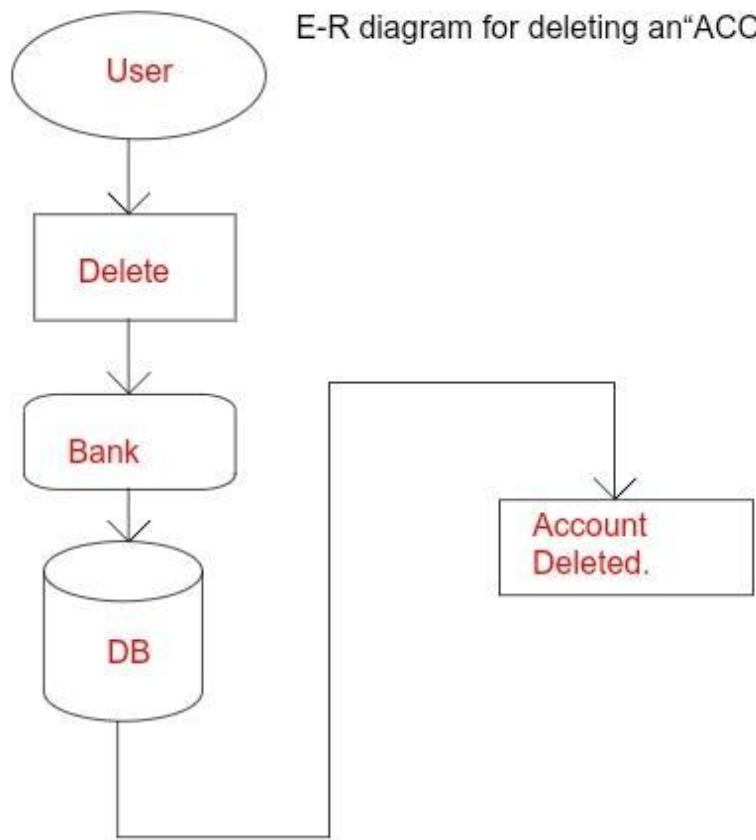 E-R diagram for deleting an“ACC
User
Delete
Bank
DB
Account
Deleted.